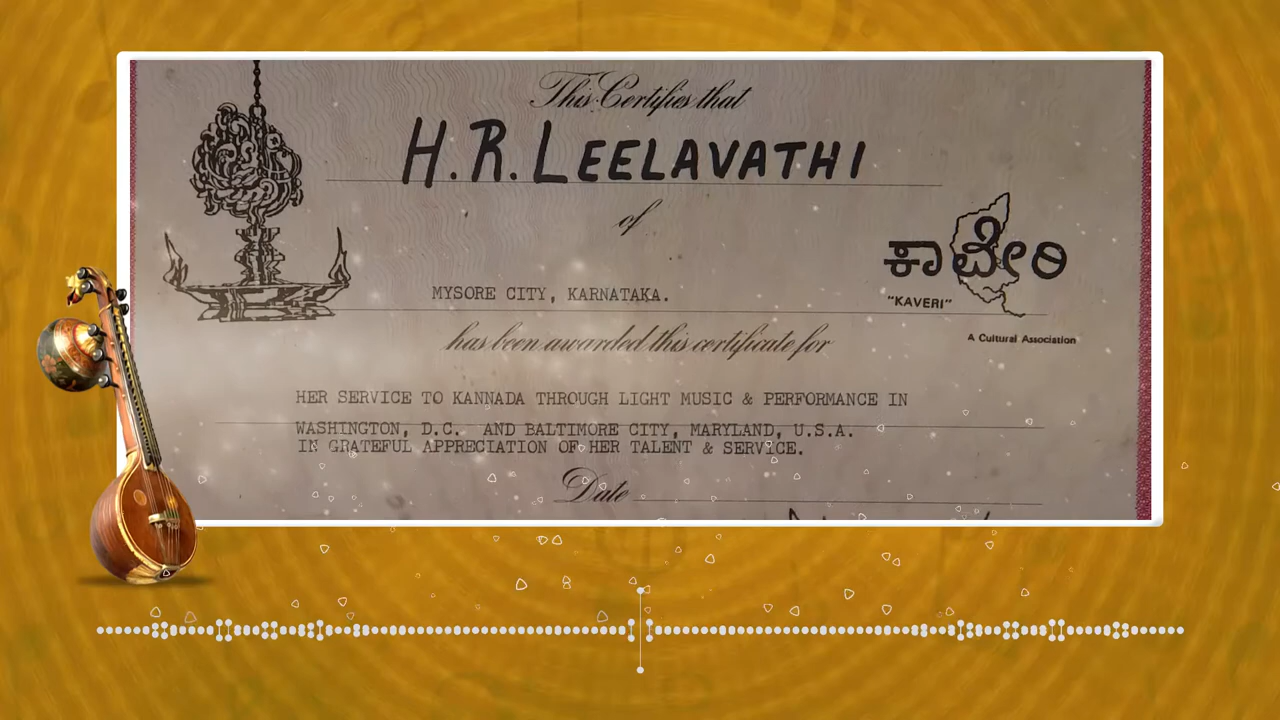 This Certifies that
H.R. LEELAVATHI
of
ಕಾವೇರಿ
MYSORE CITY, KARNATAKA.
"KAVERI"
A Cultural Association
has been awarded this certificate for
HER SERVICE TO KANNADA THROUGH LIGHT MUSIC & PERFORMANCE IN
WASHINGTON, D.C. AND BALTIMORE CITY, MARYLAND, U.S.A.
IN GRATEFUL APPRECIATION OF HER TALENT & SERVICE.
Date